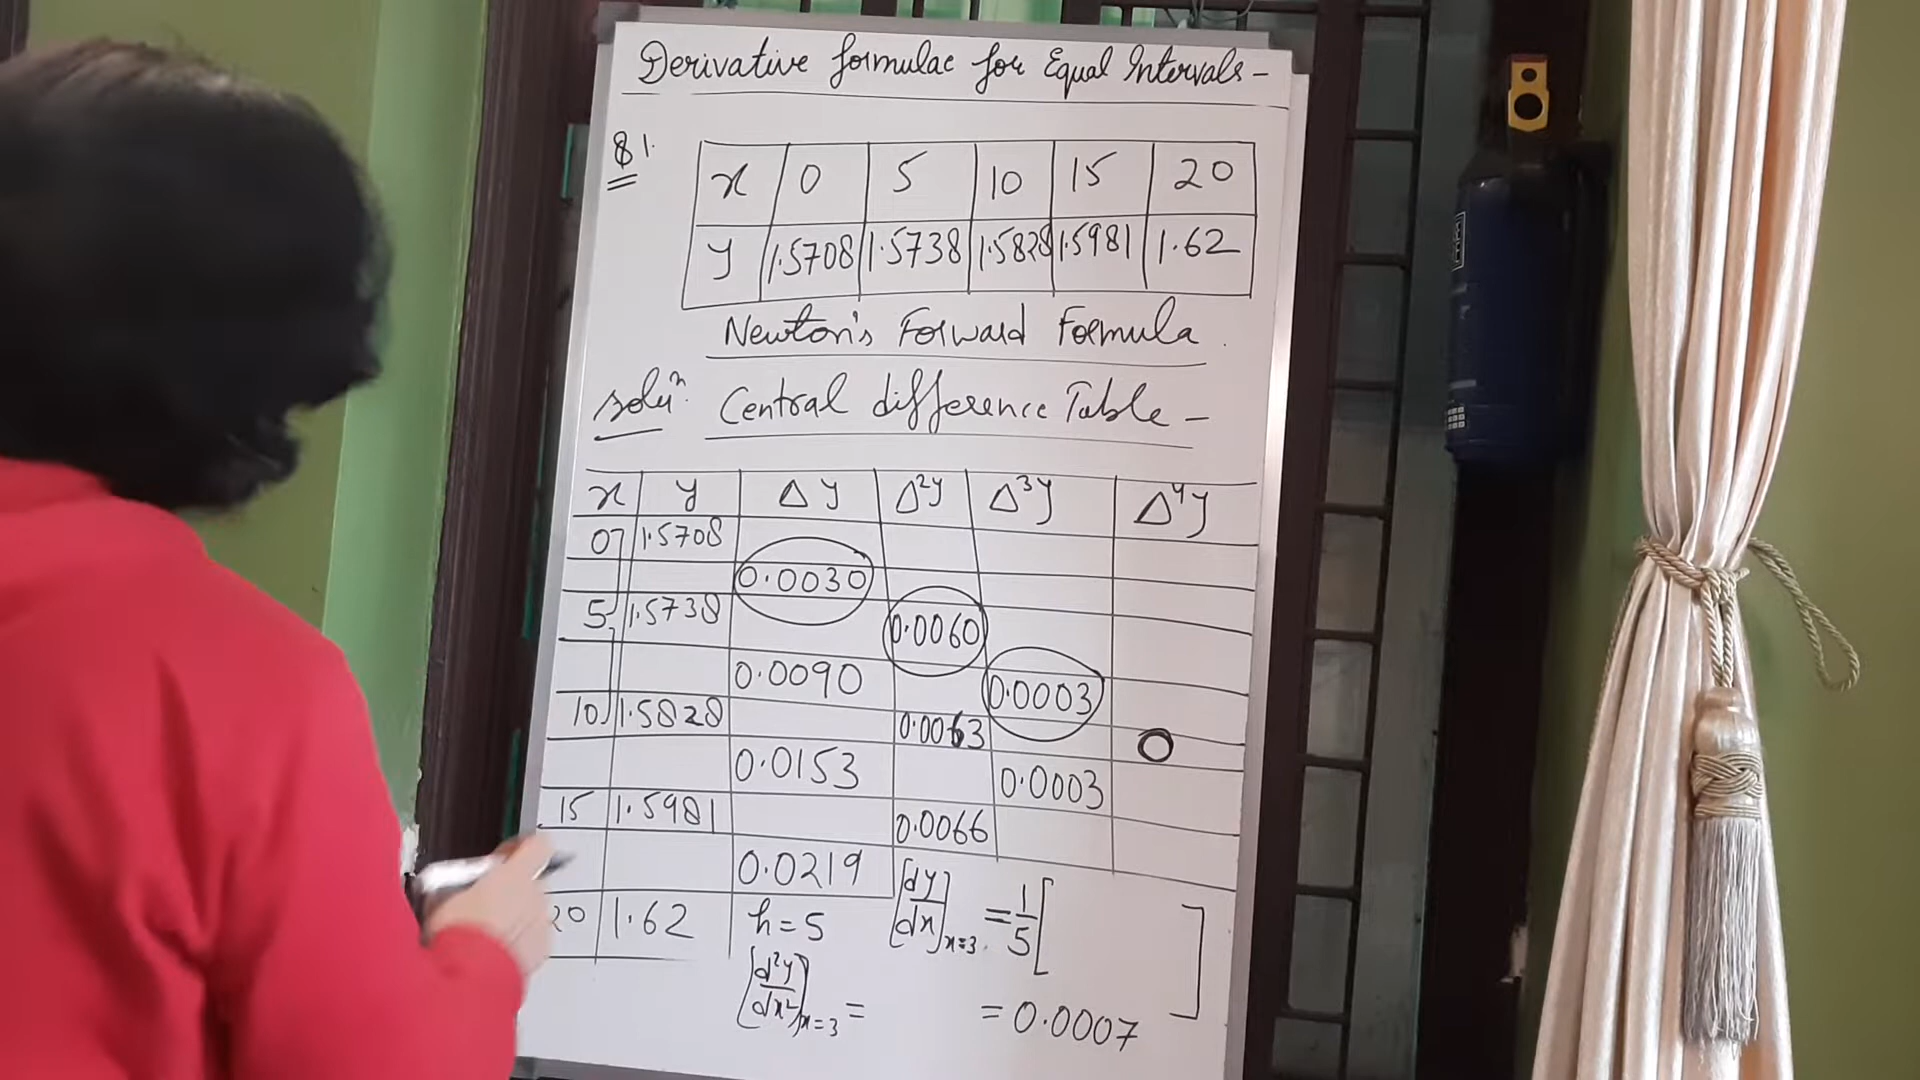 Derivative formulae for Equal Intervals-
Q1.
x 0 5 10 15 20
y 1.5708 1.5738 1.5828 1.5981 1.62
Newton's Forward Formula.
Soluⁿ. Central difference Table-
x y Δy Δ²y Δ³y Δ⁴y
0 1.5708
0.0030
5 1.5738 0.0060
0.0090 0.0003
10 1.5828 0.0063 0
0.0153 0.0003
15 1.5981 0.0066
0.0219
20 1.62 h=5 [dy/dx]x=3. = 1/5 [ ]
[d²y/dx²]x=3 = = 0.0007